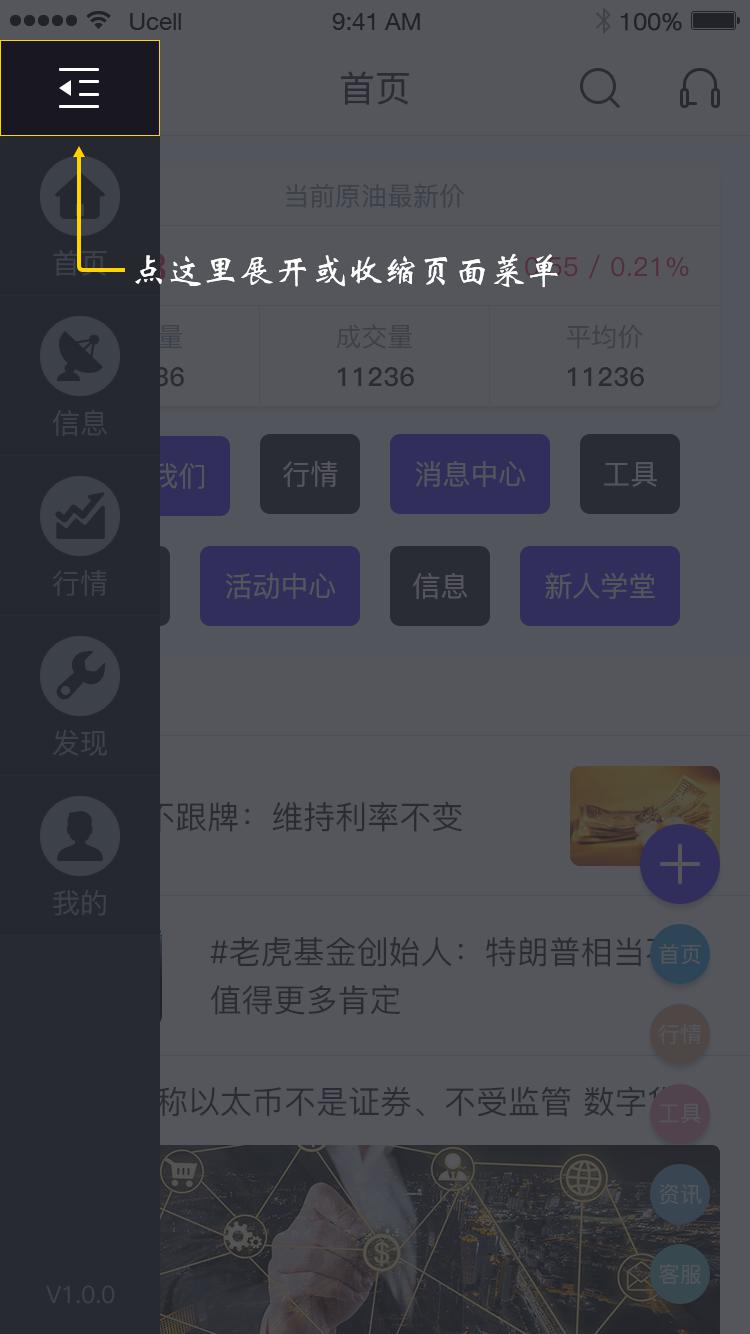 Ucell 9:41 AM 100%
首页
当前原油最新价
首页
点这里展开或收缩页面菜单
55 / 0.21%
量 成交量 平均价
36 11236 11236
信息
我们 行情 消息中心 工具
行情
活动中心 信息 新人学堂
发现
不跟牌：维持利率不变
我的
#老虎基金创始人：特朗普相当不
值得更多肯定
首页
行情
称以太币不是证券、不受监管 数字货
工具
资讯
客服
V1.0.0